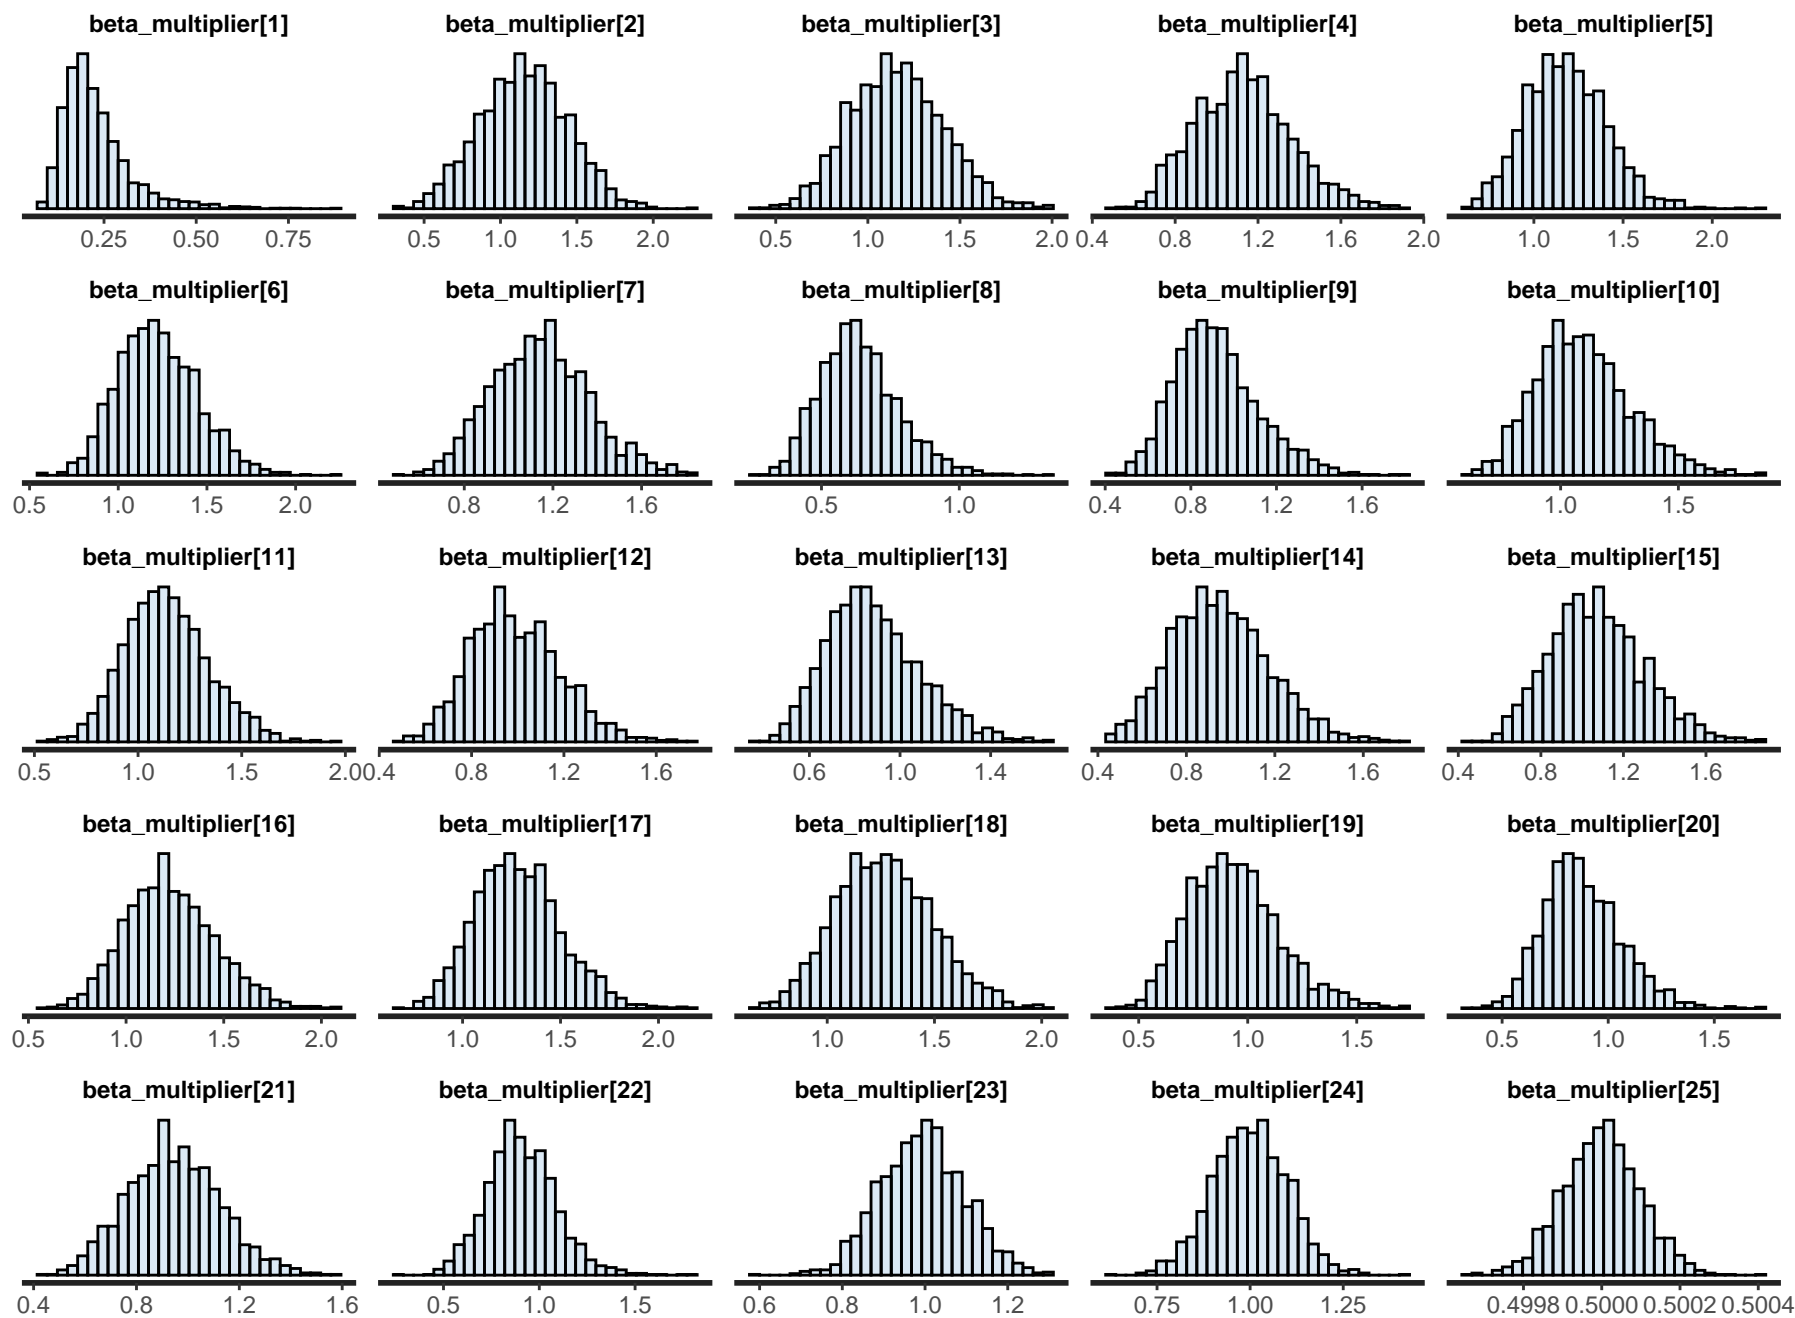 beta_multiplier[1] beta_multiplier[2] beta_multiplier[3] beta_multiplier[4] beta_multiplier[5]
0.25 0.50 0.75 0.5 1.0 1.5 2.0 0.5 1.0 1.5 2.0 0.4 0.8 1.2 1.6 2.0 1.0 1.5 2.0
beta_multiplier[6] beta_multiplier[7] beta_multiplier[8] beta_multiplier[9] beta_multiplier[10]
0.5 1.0 1.5 2.0 0.8 1.2 1.6 0.5 1.0 0.4 0.8 1.2 1.6 1.0 1.5
beta_multiplier[11] beta_multiplier[12] beta_multiplier[13] beta_multiplier[14] beta_multiplier[15]
0.5 1.0 1.5 2.0 0.4 0.8 1.2 1.6 0.6 1.0 1.4 0.4 0.8 1.2 1.6 0.4 0.8 1.2 1.6
beta_multiplier[16] beta_multiplier[17] beta_multiplier[18] beta_multiplier[19] beta_multiplier[20]
0.5 1.0 1.5 2.0 1.0 1.5 2.0 1.0 1.5 2.0 0.5 1.0 1.5 0.5 1.0 1.5
beta_multiplier[21] beta_multiplier[22] beta_multiplier[23] beta_multiplier[24] beta_multiplier[25]
0.4 0.8 1.2 1.6 0.5 1.0 1.5 0.6 0.8 1.0 1.2 0.75 1.00 1.25 0.4998 0.5000 0.5002 0.5004